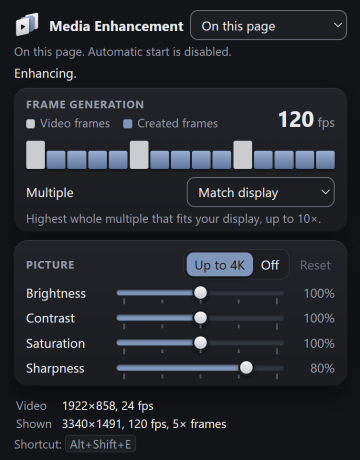 Media Enhancement On this page
On this page. Automatic start is disabled.
Enhancing.
FRAME GENERATION
Video frames Created frames 120 fps
Multiple Match display
Highest whole multiple that fits your display, up to 10×.
PICTURE Up to 4K Off Reset
Brightness 100%
Contrast 100%
Saturation 100%
Sharpness 80%
Video 1922×858, 24 fps
Shown 3340×1491, 120 fps, 5× frames
Shortcut: Alt+Shift+E